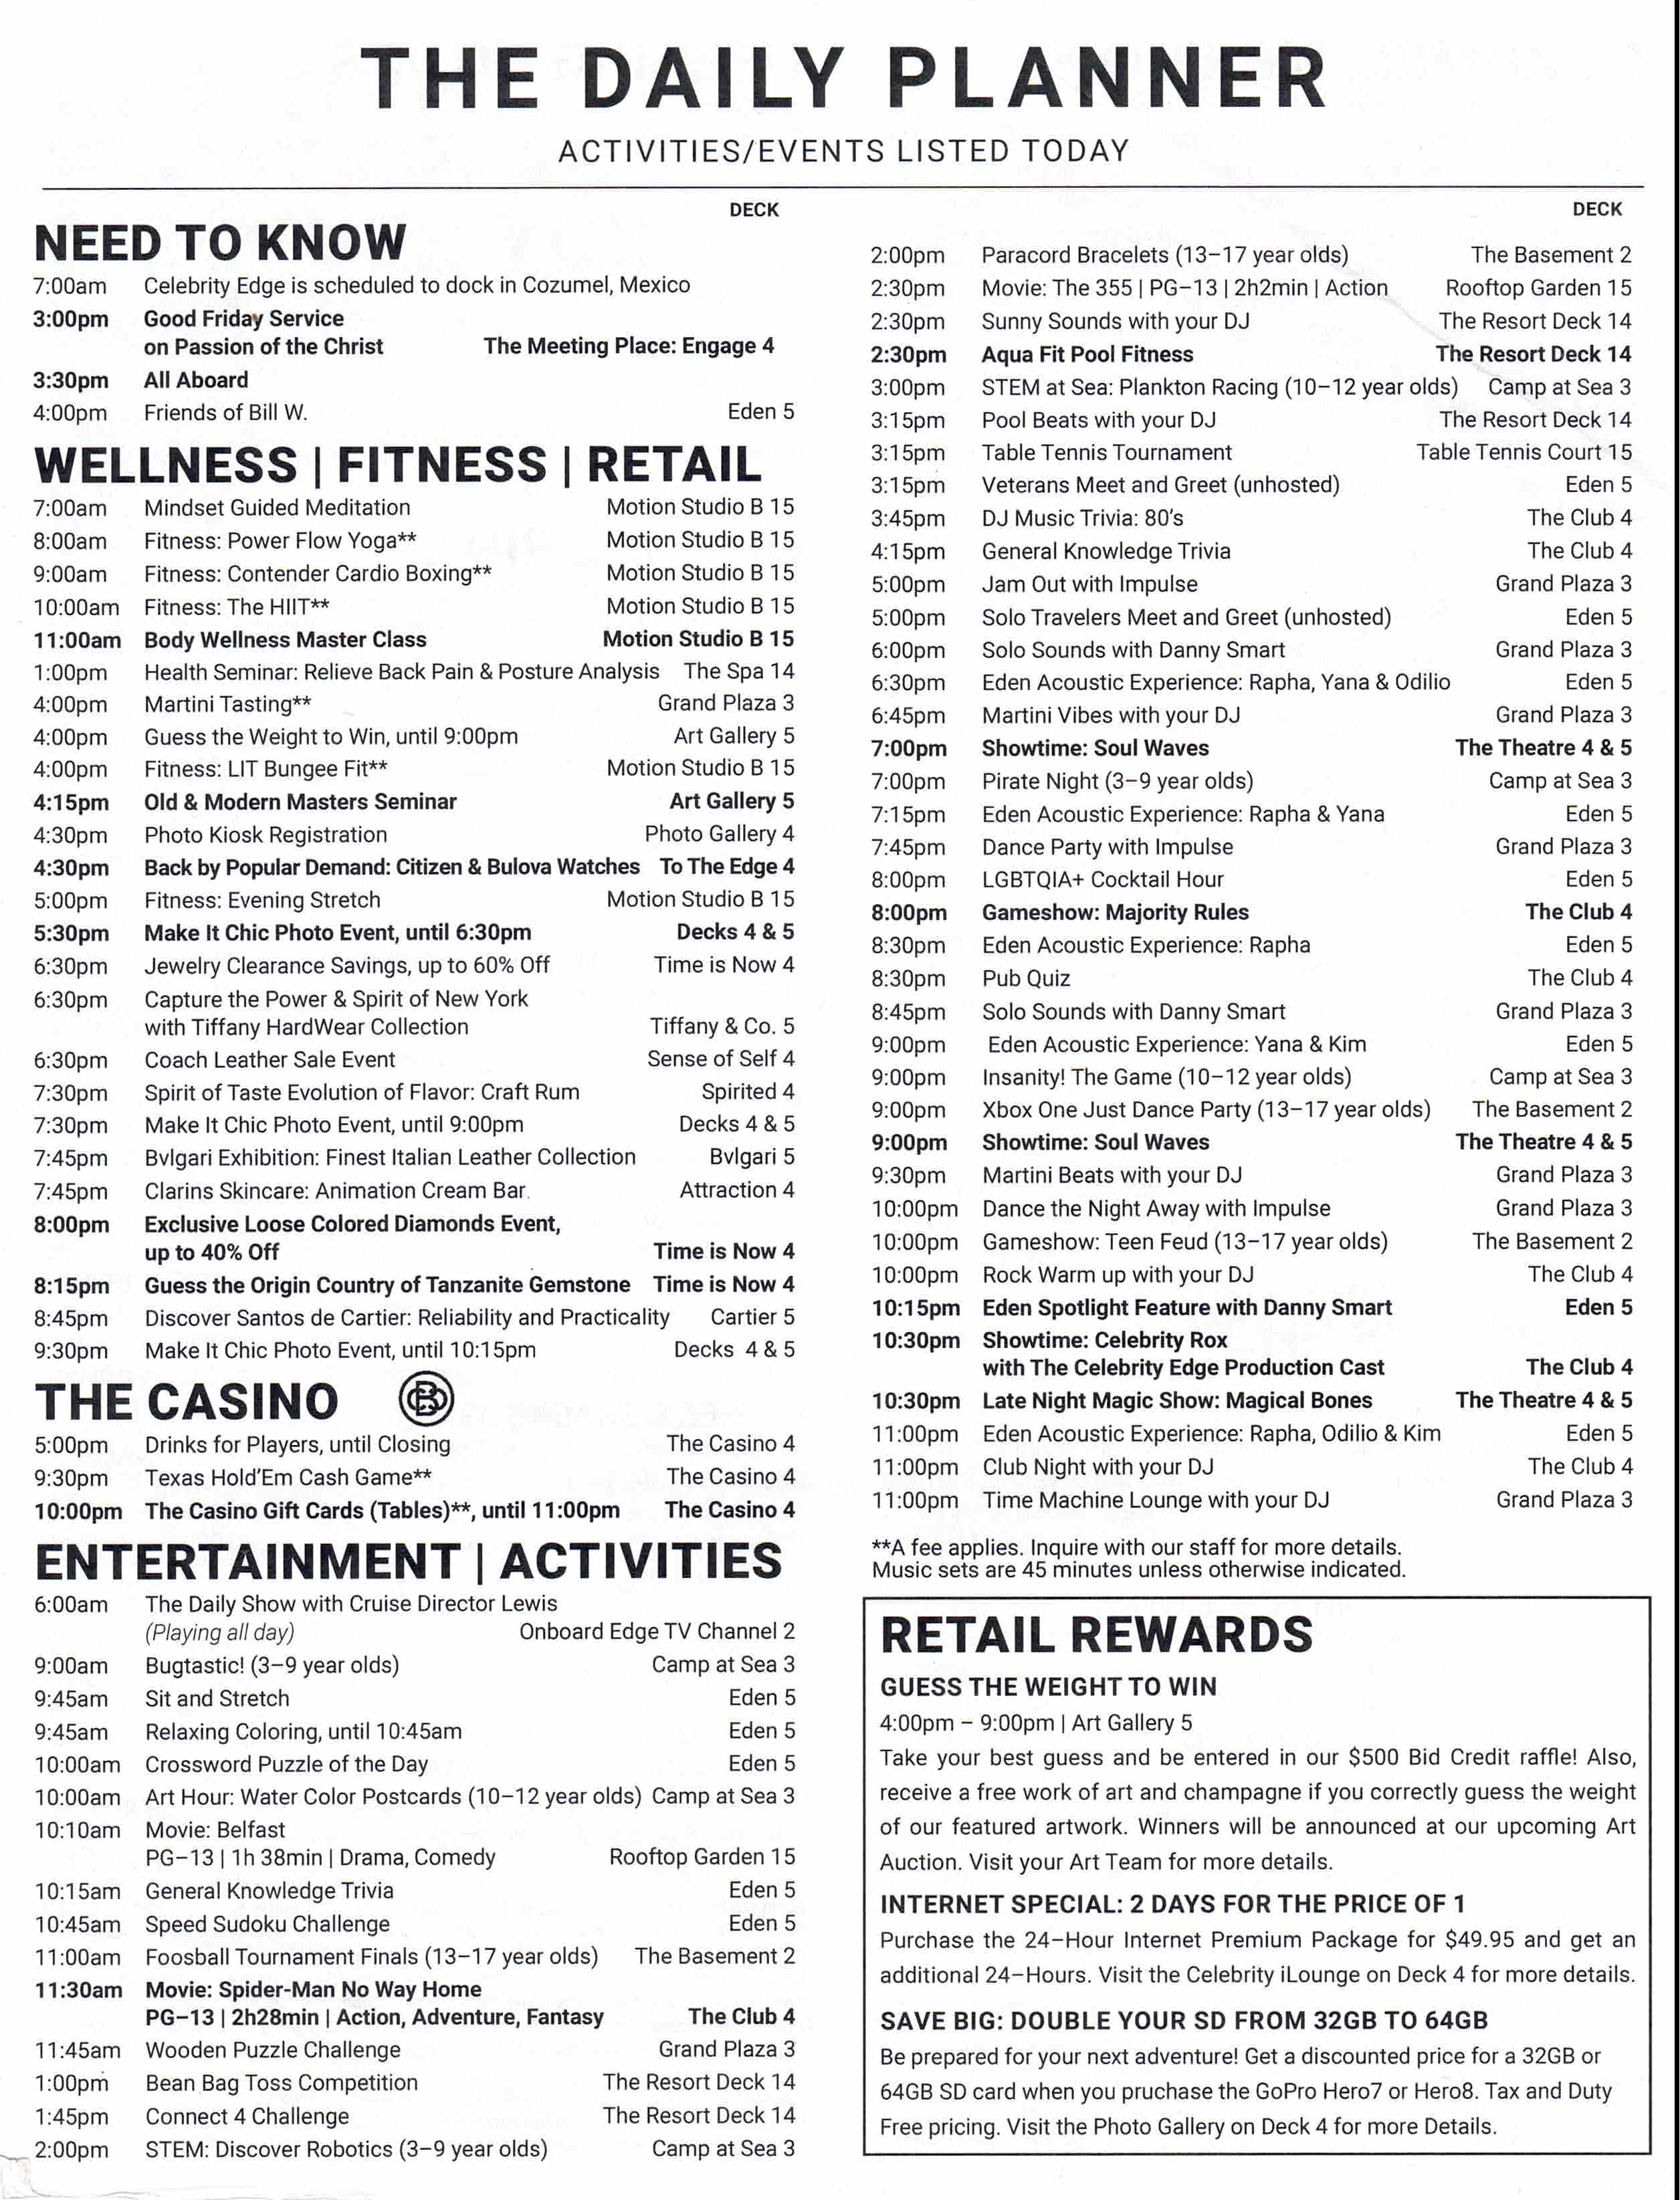 THE DAILY PLANNER
ACTIVITIES/EVENTS LISTED TODAY
DECK
NEED TO KNOW
7:00am Celebrity Edge is scheduled to dock in Cozumel, Mexico
3:00pm Good Friday Service
on Passion of the Christ The Meeting Place: Engage 4
3:30pm All Aboard
4:00pm Friends of Bill W. Eden 5
WELLNESS | FITNESS | RETAIL
7:00am Mindset Guided Meditation Motion Studio B 15
8:00am Fitness: Power Flow Yoga** Motion Studio B 15
9:00am Fitness: Contender Cardio Boxing** Motion Studio B 15
10:00am Fitness: The HIIT** Motion Studio B 15
11:00am Body Wellness Master Class Motion Studio B 15
1:00pm Health Seminar: Relieve Back Pain & Posture Analysis The Spa 14
4:00pm Martini Tasting** Grand Plaza 3
4:00pm Guess the Weight to Win, until 9:00pm Art Gallery 5
4:00pm Fitness: LIT Bungee Fit** Motion Studio B 15
4:15pm Old & Modern Masters Seminar Art Gallery 5
4:30pm Photo Kiosk Registration Photo Gallery 4
4:30pm Back by Popular Demand: Citizen & Bulova Watches To The Edge 4
5:00pm Fitness: Evening Stretch Motion Studio B 15
5:30pm Make It Chic Photo Event, until 6:30pm Decks 4 & 5
6:30pm Jewelry Clearance Savings, up to 60% Off Time is Now 4
6:30pm Capture the Power & Spirit of New York
with Tiffany HardWear Collection Tiffany & Co. 5
6:30pm Coach Leather Sale Event Sense of Self 4
7:30pm Spirit of Taste Evolution of Flavor: Craft Rum Spirited 4
7:30pm Make It Chic Photo Event, until 9:00pm Decks 4 & 5
7:45pm Bvlgari Exhibition: Finest Italian Leather Collection Bvlgari 5
7:45pm Clarins Skincare: Animation Cream Bar Attraction 4
8:00pm Exclusive Loose Colored Diamonds Event,
up to 40% Off Time is Now 4
8:15pm Guess the Origin Country of Tanzanite Gemstone Time is Now 4
8:45pm Discover Santos de Cartier: Reliability and Practicality Cartier 5
9:30pm Make It Chic Photo Event, until 10:15pm Decks 4 & 5
THE CASINO
5:00pm Drinks for Players, until Closing The Casino 4
9:30pm Texas Hold'Em Cash Game** The Casino 4
10:00pm The Casino Gift Cards (Tables)**, until 11:00pm The Casino 4
ENTERTAINMENT | ACTIVITIES
6:00am The Daily Show with Cruise Director Lewis
(Playing all day) Onboard Edge TV Channel 2
9:00am Bugtastic! (3–9 year olds) Camp at Sea 3
9:45am Sit and Stretch Eden 5
9:45am Relaxing Coloring, until 10:45am Eden 5
10:00am Crossword Puzzle of the Day Eden 5
10:00am Art Hour: Water Color Postcards (10–12 year olds) Camp at Sea 3
10:10am Movie: Belfast
PG–13 | 1h 38min | Drama, Comedy Rooftop Garden 15
10:15am General Knowledge Trivia Eden 5
10:45am Speed Sudoku Challenge Eden 5
11:00am Foosball Tournament Finals (13–17 year olds) The Basement 2
11:30am Movie: Spider-Man No Way Home
PG–13 | 2h28min | Action, Adventure, Fantasy The Club 4
11:45am Wooden Puzzle Challenge Grand Plaza 3
1:00pm Bean Bag Toss Competition The Resort Deck 14
1:45pm Connect 4 Challenge The Resort Deck 14
2:00pm STEM: Discover Robotics (3–9 year olds) Camp at Sea 3
DECK
2:00pm Paracord Bracelets (13–17 year olds) The Basement 2
2:30pm Movie: The 355 | PG–13 | 2h2min | Action Rooftop Garden 15
2:30pm Sunny Sounds with your DJ The Resort Deck 14
2:30pm Aqua Fit Pool Fitness The Resort Deck 14
3:00pm STEM at Sea: Plankton Racing (10–12 year olds) Camp at Sea 3
3:15pm Pool Beats with your DJ The Resort Deck 14
3:15pm Table Tennis Tournament Table Tennis Court 15
3:15pm Veterans Meet and Greet (unhosted) Eden 5
3:45pm DJ Music Trivia: 80's The Club 4
4:15pm General Knowledge Trivia The Club 4
5:00pm Jam Out with Impulse Grand Plaza 3
5:00pm Solo Travelers Meet and Greet (unhosted) Eden 5
6:00pm Solo Sounds with Danny Smart Grand Plaza 3
6:30pm Eden Acoustic Experience: Rapha, Yana & Odilio Eden 5
6:45pm Martini Vibes with your DJ Grand Plaza 3
7:00pm Showtime: Soul Waves The Theatre 4 & 5
7:00pm Pirate Night (3–9 year olds) Camp at Sea 3
7:15pm Eden Acoustic Experience: Rapha & Yana Eden 5
7:45pm Dance Party with Impulse Grand Plaza 3
8:00pm LGBTQIA+ Cocktail Hour Eden 5
8:00pm Gameshow: Majority Rules The Club 4
8:30pm Eden Acoustic Experience: Rapha Eden 5
8:30pm Pub Quiz The Club 4
8:45pm Solo Sounds with Danny Smart Grand Plaza 3
9:00pm Eden Acoustic Experience: Yana & Kim Eden 5
9:00pm Insanity! The Game (10–12 year olds) Camp at Sea 3
9:00pm Xbox One Just Dance Party (13–17 year olds) The Basement 2
9:00pm Showtime: Soul Waves The Theatre 4 & 5
9:30pm Martini Beats with your DJ Grand Plaza 3
10:00pm Dance the Night Away with Impulse Grand Plaza 3
10:00pm Gameshow: Teen Feud (13–17 year olds) The Basement 2
10:00pm Rock Warm up with your DJ The Club 4
10:15pm Eden Spotlight Feature with Danny Smart Eden 5
10:30pm Showtime: Celebrity Rox
with The Celebrity Edge Production Cast The Club 4
10:30pm Late Night Magic Show: Magical Bones The Theatre 4 & 5
11:00pm Eden Acoustic Experience: Rapha, Odilio & Kim Eden 5
11:00pm Club Night with your DJ The Club 4
11:00pm Time Machine Lounge with your DJ Grand Plaza 3
**A fee applies. Inquire with our staff for more details.
Music sets are 45 minutes unless otherwise indicated.
RETAIL REWARDS
GUESS THE WEIGHT TO WIN
4:00pm – 9:00pm | Art Gallery 5
Take your best guess and be entered in our $500 Bid Credit raffle! Also,
receive a free work of art and champagne if you correctly guess the weight
of our featured artwork. Winners will be announced at our upcoming Art
Auction. Visit your Art Team for more details.
INTERNET SPECIAL: 2 DAYS FOR THE PRICE OF 1
Purchase the 24–Hour Internet Premium Package for $49.95 and get an
additional 24–Hours. Visit the Celebrity iLounge on Deck 4 for more details.
SAVE BIG: DOUBLE YOUR SD FROM 32GB TO 64GB
Be prepared for your next adventure! Get a discounted price for a 32GB or
64GB SD card when you pruchase the GoPro Hero7 or Hero8. Tax and Duty
Free pricing. Visit the Photo Gallery on Deck 4 for more Details.